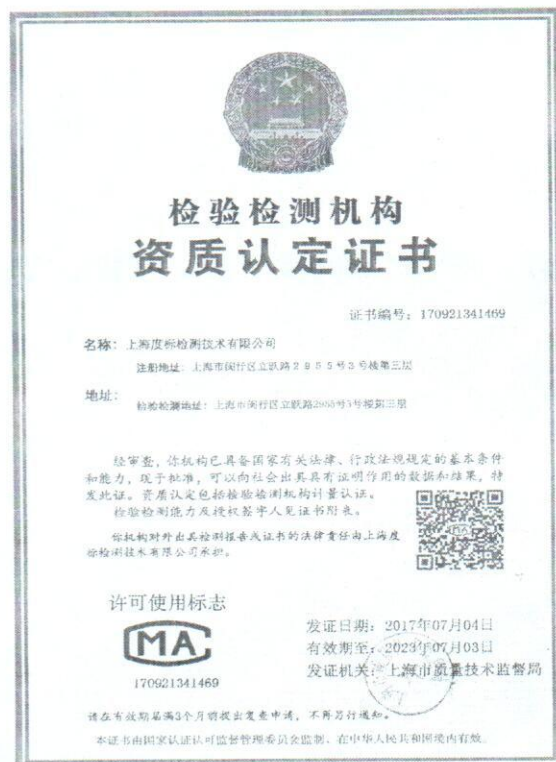 检验检测机构
资质认定证书
证书编号：170921341469
名称：上海度标检测技术有限公司
注册地址：上海市闵行区立跃路2955号3号楼第三层
地址：
检验检测地址：上海市闵行区立跃路2955号3号楼第三层
经审查，你机构已具备国家有关法律、行政法规规定的基本条件
和能力，现予批准，可以向社会出具具有证明作用的数据和结果，特
发此证。资质认定包括检验检测机构计量认证。
检验检测能力及授权签字人见证书附表。
你机构对外出具检测报告或证书的法律责任由上海度
标检测技术有限公司承担。
许可使用标志
MA
170921341469
发证日期：2017年07月04日
有效期至：2023年07月03日
发证机关：上海市质量技术监督局
请在有效期届满3个月前提出复查申请，不再另行通知。
本证书由国家认证认可监督管理委员会监制，在中华人民共和国境内有效。